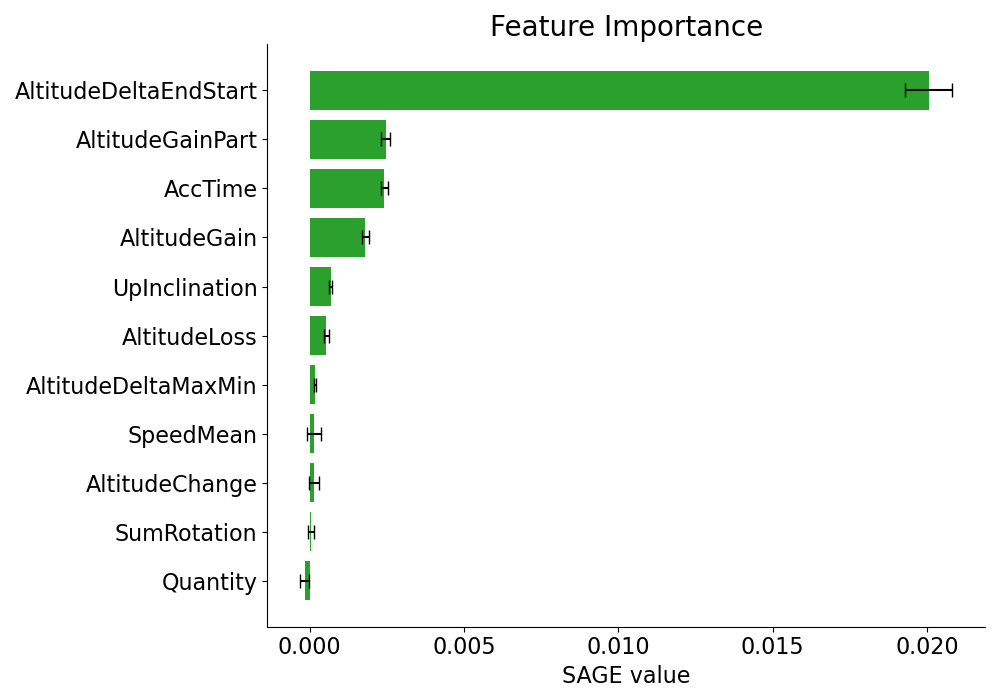 Feature Importance
AltitudeDeltaEndStart
AltitudeGainPart
AccTime
AltitudeGain
UpInclination
AltitudeLoss
AltitudeDeltaMaxMin
SpeedMean
AltitudeChange
SumRotation
Quantity
0.000 0.005 0.010 0.015 0.020
SAGE value